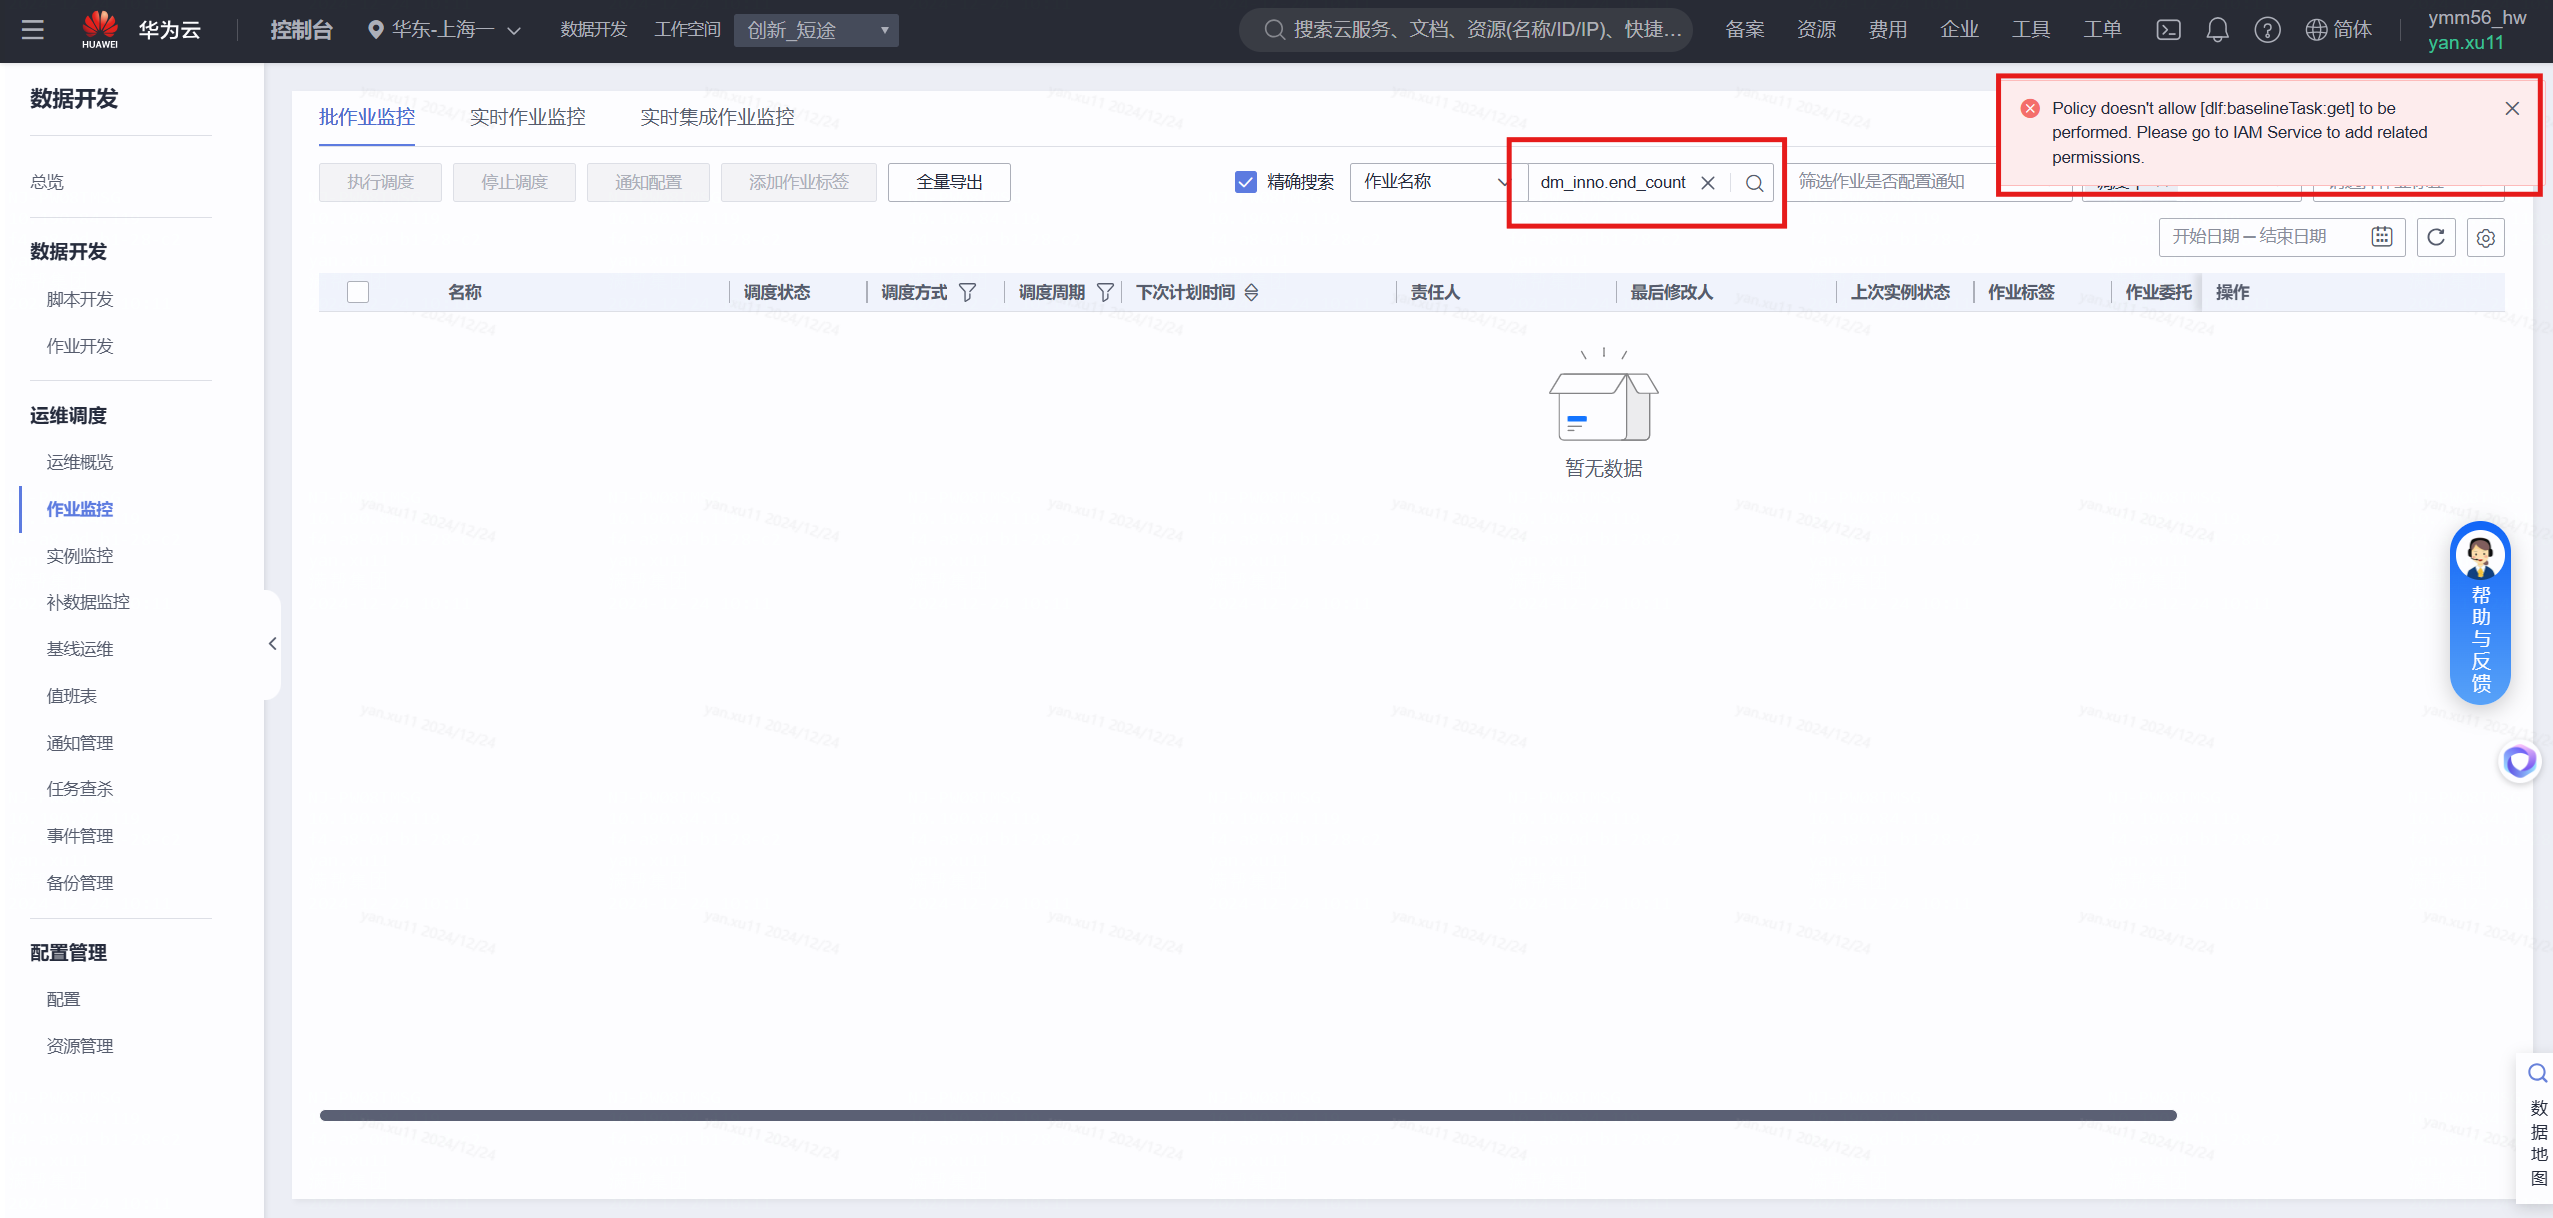 HUAWEI
华为云
控制台
华东-上海一
数据开发
工作空间
创新_短途
搜索云服务、文档、资源(名称/ID/IP)、快捷...
备案
资源
费用
企业
工具
工单
简体
ymm56_hw
yan.xu11
数据开发
总览
数据开发
脚本开发
作业开发
运维调度
运维概览
作业监控
实例监控
补数据监控
基线运维
值班表
通知管理
任务查杀
事件管理
备份管理
配置管理
配置
资源管理
批作业监控
实时作业监控
实时集成作业监控
Policy doesn't allow [dlf:baselineTask:get] to be
performed. Please go to IAM Service to add related
permissions.
执行调度
停止调度
通知配置
添加作业标签
全量导出
精确搜索
作业名称
dm_inno.end_count
筛选作业是否配置通知
开始日期 – 结束日期
名称
调度状态
调度方式
调度周期
下次计划时间
责任人
最后修改人
上次实例状态
作业标签
作业委托
操作
暂无数据
帮助与反馈
数据地图
yan.xu11 2024/12/24